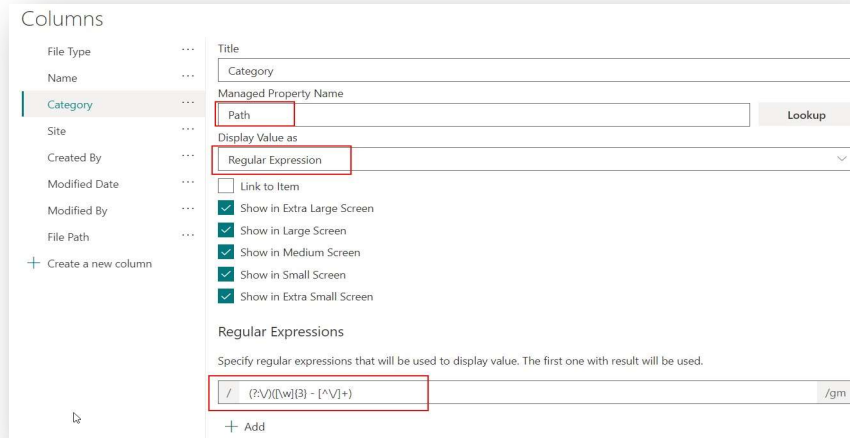 Columns
File Type ...
Name ...
Category ...
Site ...
Created By ...
Modified Date ...
Modified By ...
File Path ...
+ Create a new column
Title
Category
Managed Property Name
Path
Lookup
Display Value as
Regular Expression
Link to Item
Show in Extra Large Screen
Show in Large Screen
Show in Medium Screen
Show in Small Screen
Show in Extra Small Screen
Regular Expressions
Specify regular expressions that will be used to display value. The first one with result will be used.
/ (?:\/)([\w]{3} - [^\/]+) /gm
+ Add